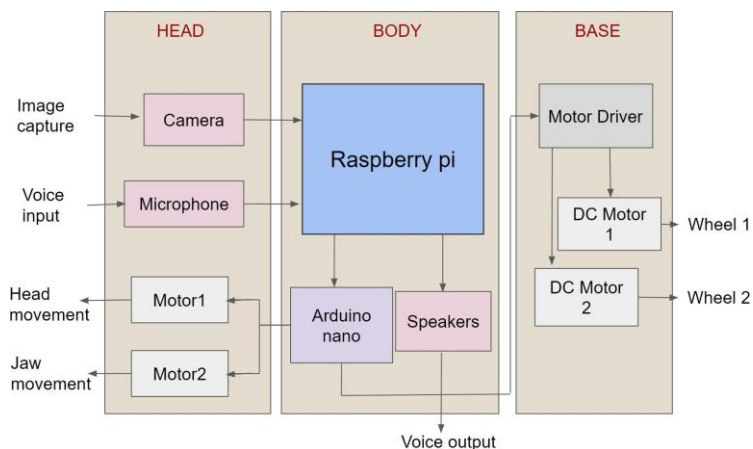 HEAD
BODY
BASE
Image
capture
Camera
Raspberry pi
Motor Driver
Voice
input
Microphone
DC Motor
1
Wheel 1
Head
movement
Motor1
Arduino
nano
Speakers
DC Motor
2
Wheel 2
Jaw
movement
Motor2
Voice output